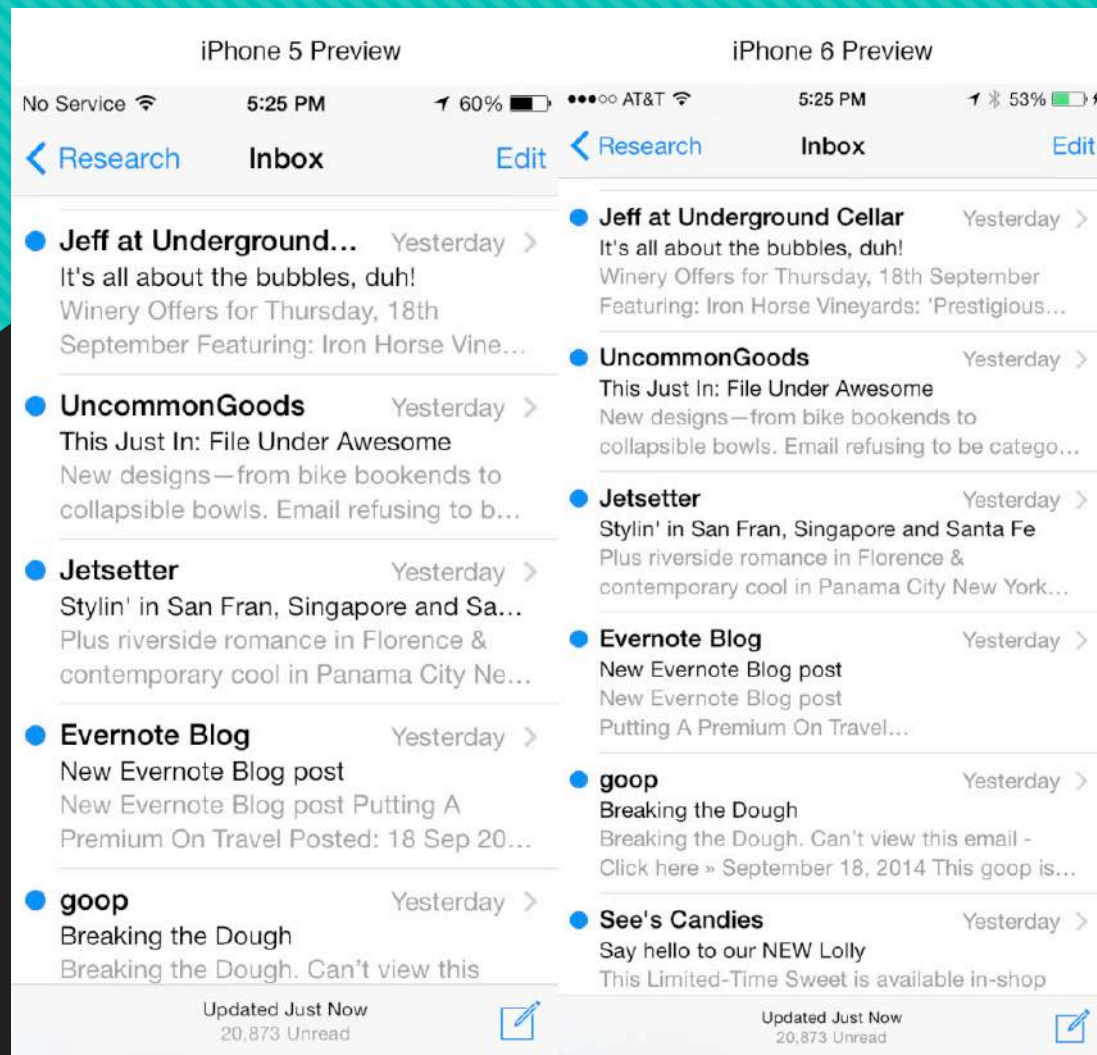 iPhone 5 Preview
No Service 5:25 PM 60%
Research Inbox Edit
Jeff at Underground... Yesterday
It's all about the bubbles, duh!
Winery Offers for Thursday, 18th
September Featuring: Iron Horse Vine...
UncommonGoods Yesterday
This Just In: File Under Awesome
New designs—from bike bookends to
collapsible bowls. Email refusing to b...
Jetsetter Yesterday
Stylin' in San Fran, Singapore and Sa...
Plus riverside romance in Florence &
contemporary cool in Panama City Ne...
Evernote Blog Yesterday
New Evernote Blog post
New Evernote Blog post Putting A
Premium On Travel Posted: 18 Sep 20...
goop Yesterday
Breaking the Dough
Breaking the Dough. Can't view this
Updated Just Now
20,873 Unread
iPhone 6 Preview
AT&T 5:25 PM 53%
Research Inbox Edit
Jeff at Underground Cellar Yesterday
It's all about the bubbles, duh!
Winery Offers for Thursday, 18th September
Featuring: Iron Horse Vineyards: 'Prestigious...
UncommonGoods Yesterday
This Just In: File Under Awesome
New designs—from bike bookends to
collapsible bowls. Email refusing to be catego...
Jetsetter Yesterday
Stylin' in San Fran, Singapore and Santa Fe
Plus riverside romance in Florence &
contemporary cool in Panama City New York...
Evernote Blog Yesterday
New Evernote Blog post
New Evernote Blog post
Putting A Premium On Travel...
goop Yesterday
Breaking the Dough
Breaking the Dough. Can't view this email -
Click here » September 18, 2014 This goop is...
See's Candies Yesterday
Say hello to our NEW Lolly
This Limited-Time Sweet is available in-shop
Updated Just Now
20,873 Unread